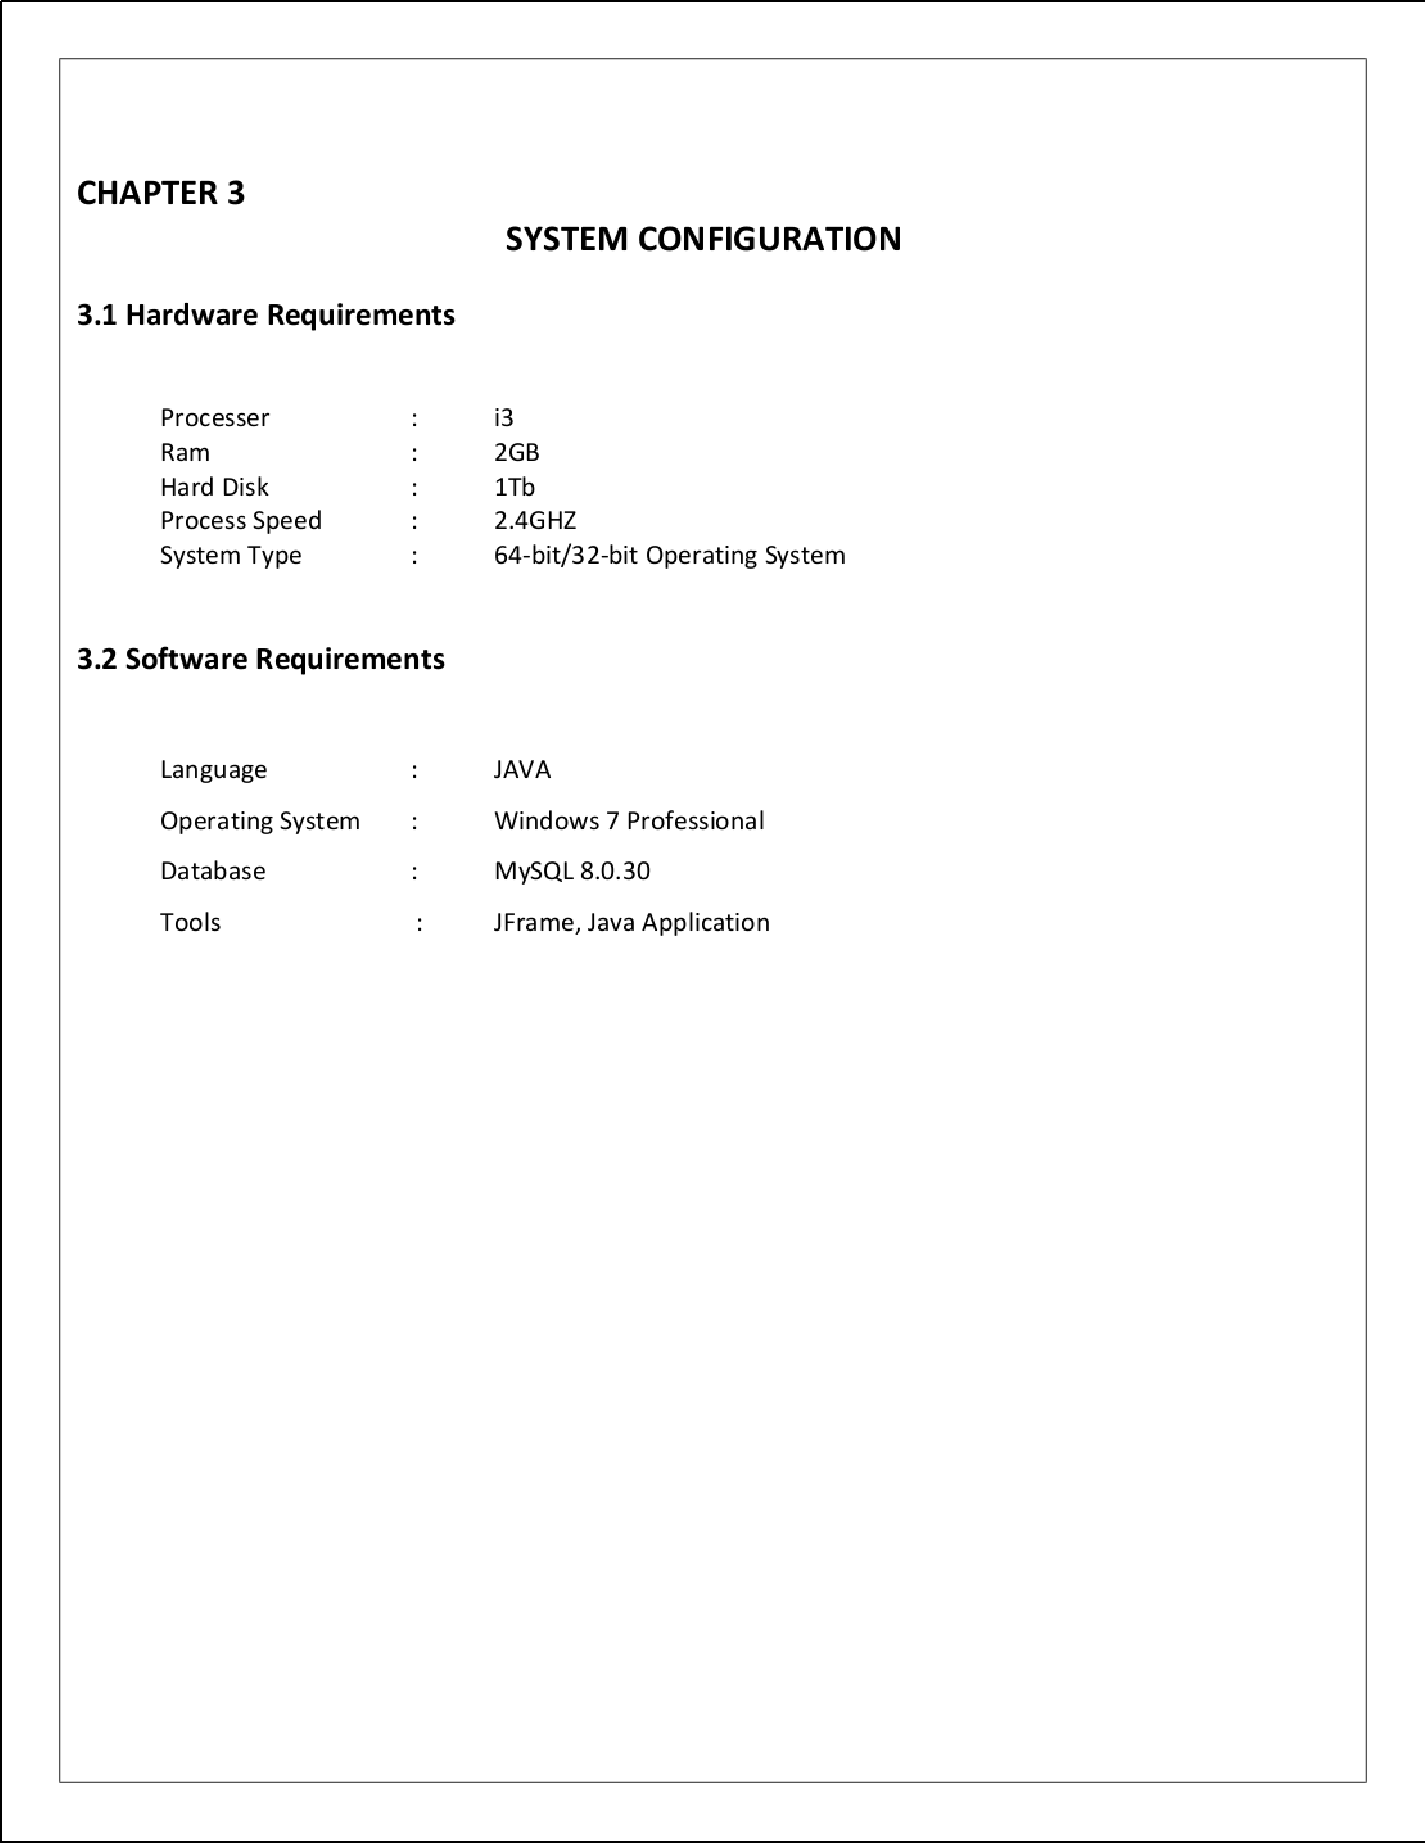 CHAPTER 3
SYSTEM CONFIGURATION
3.1 Hardware Requirements
Processer : i3
Ram : 2GB
Hard Disk : 1Tb
Process Speed : 2.4GHZ
System Type : 64-bit/32-bit Operating System
3.2 Software Requirements
Language : JAVA
Operating System : Windows 7 Professional
Database : MySQL 8.0.30
Tools : JFrame, Java Application